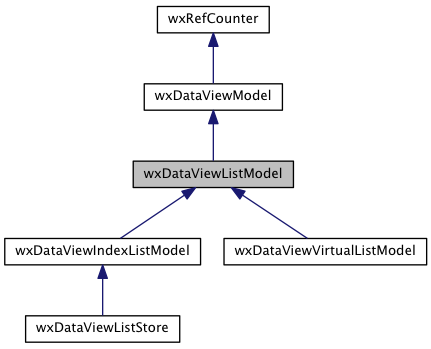 wxRefCounter
wxDataViewModel
wxDataViewListModel
wxDataViewIndexListModel
wxDataViewVirtualListModel
wxDataViewListStore